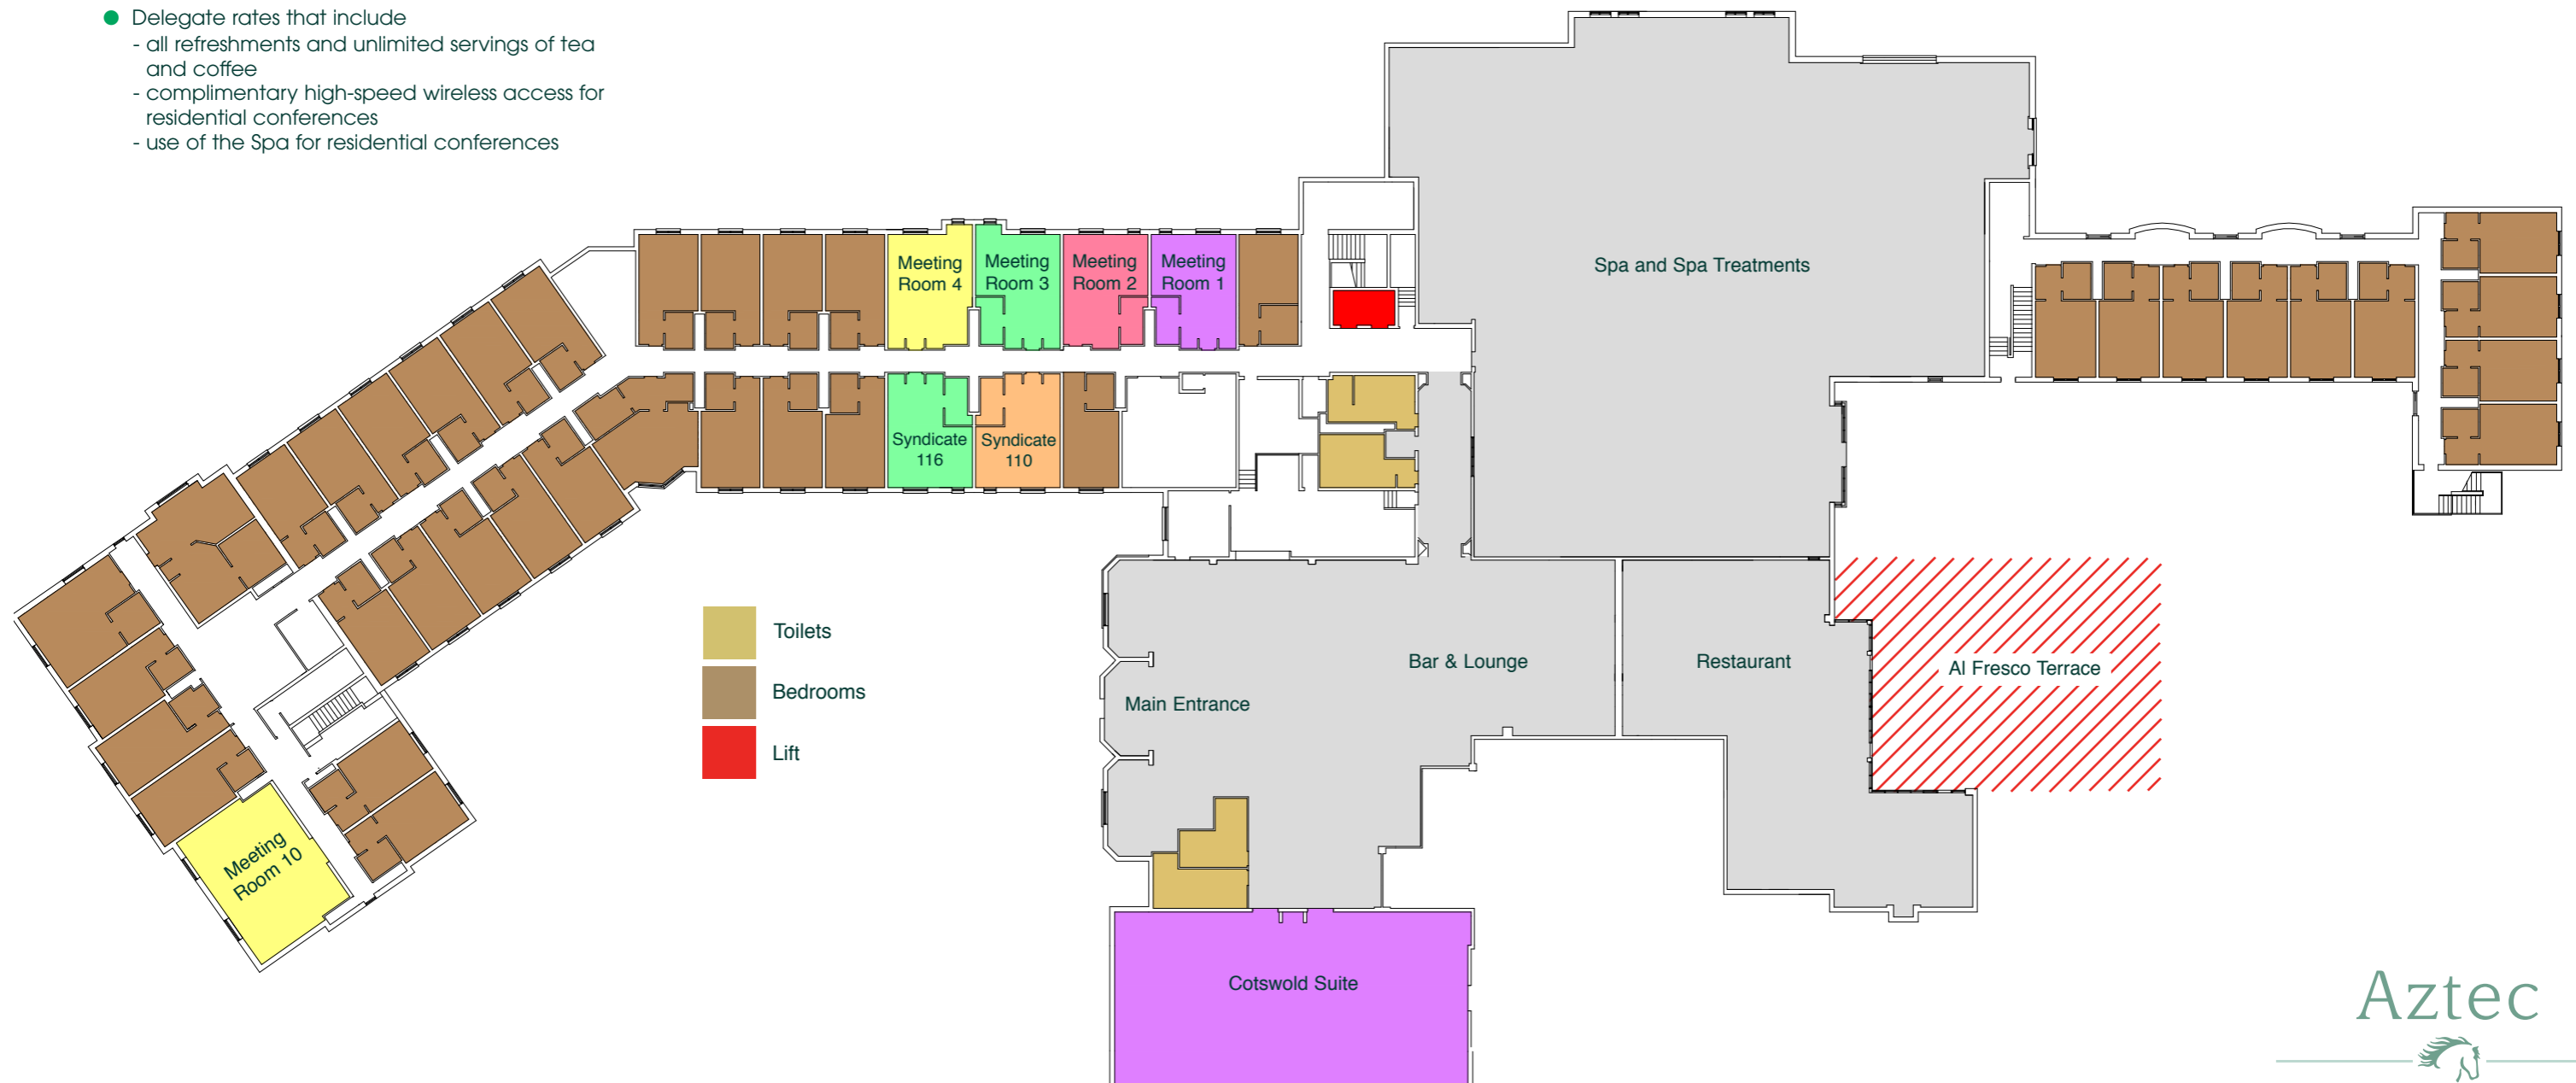 ● Delegate rates that include
- all refreshments and unlimited servings of tea
and coffee
- complimentary high-speed wireless access for
residential conferences
- use of the Spa for residential conferences
Meeting
Room 4
Meeting
Room 3
Meeting
Room 2
Meeting
Room 1
Spa and Spa Treatments
Syndicate
116
Syndicate
110
Toilets
Bedrooms
Lift
Bar & Lounge
Restaurant
Al Fresco Terrace
Main Entrance
Meeting
Room 10
Cotswold Suite
Aztec